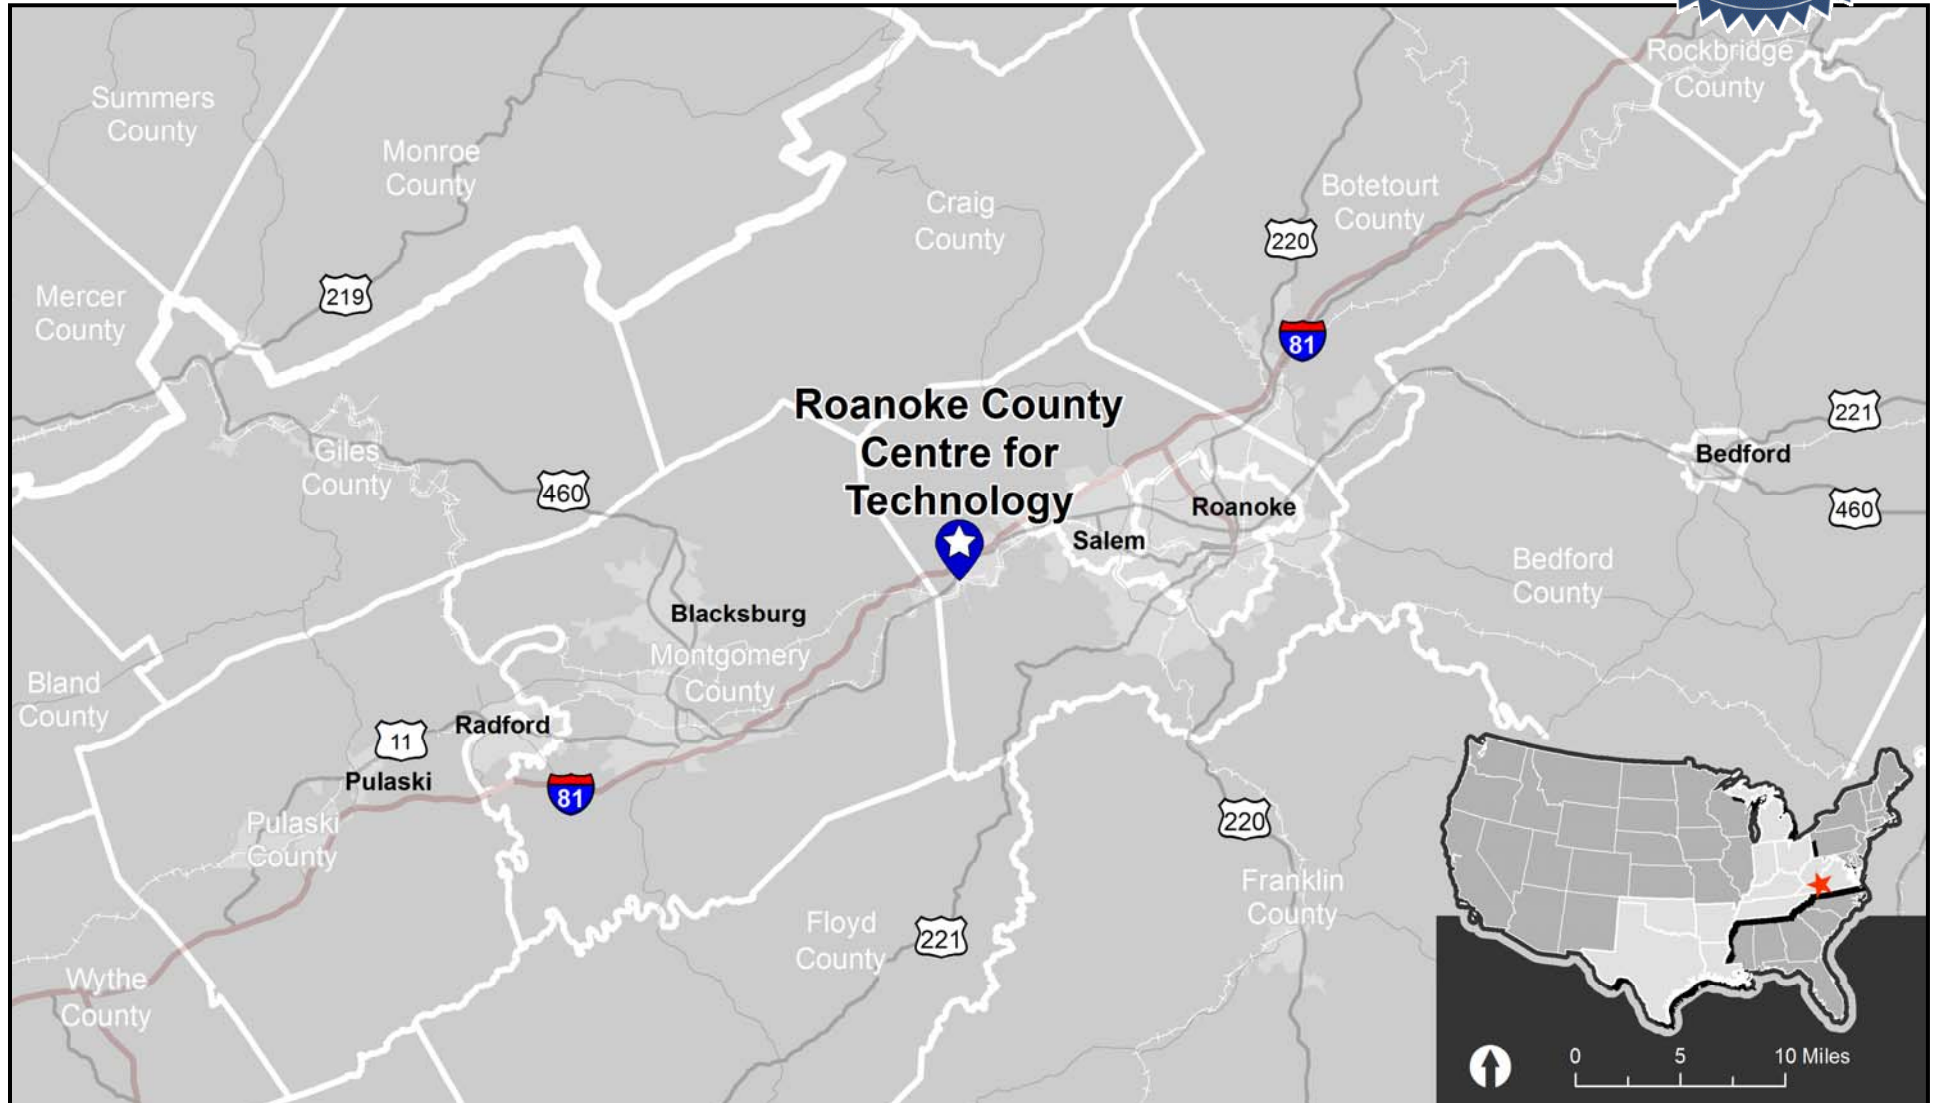 Rockbridge
County
Summers
County
Monroe
County
Botetourt
County
Craig
County
220
219
Mercer
County
81
Roanoke County
Centre for
Technology
221
Bedford
Giles
County
460
Roanoke
460
Salem
Bedford
County
Blacksburg
Montgomery
County
Bland
County
Radford
11
Pulaski
81
Pulaski
County
220
Franklin
County
Floyd
County
221
Wythe
County
0 5 10 Miles